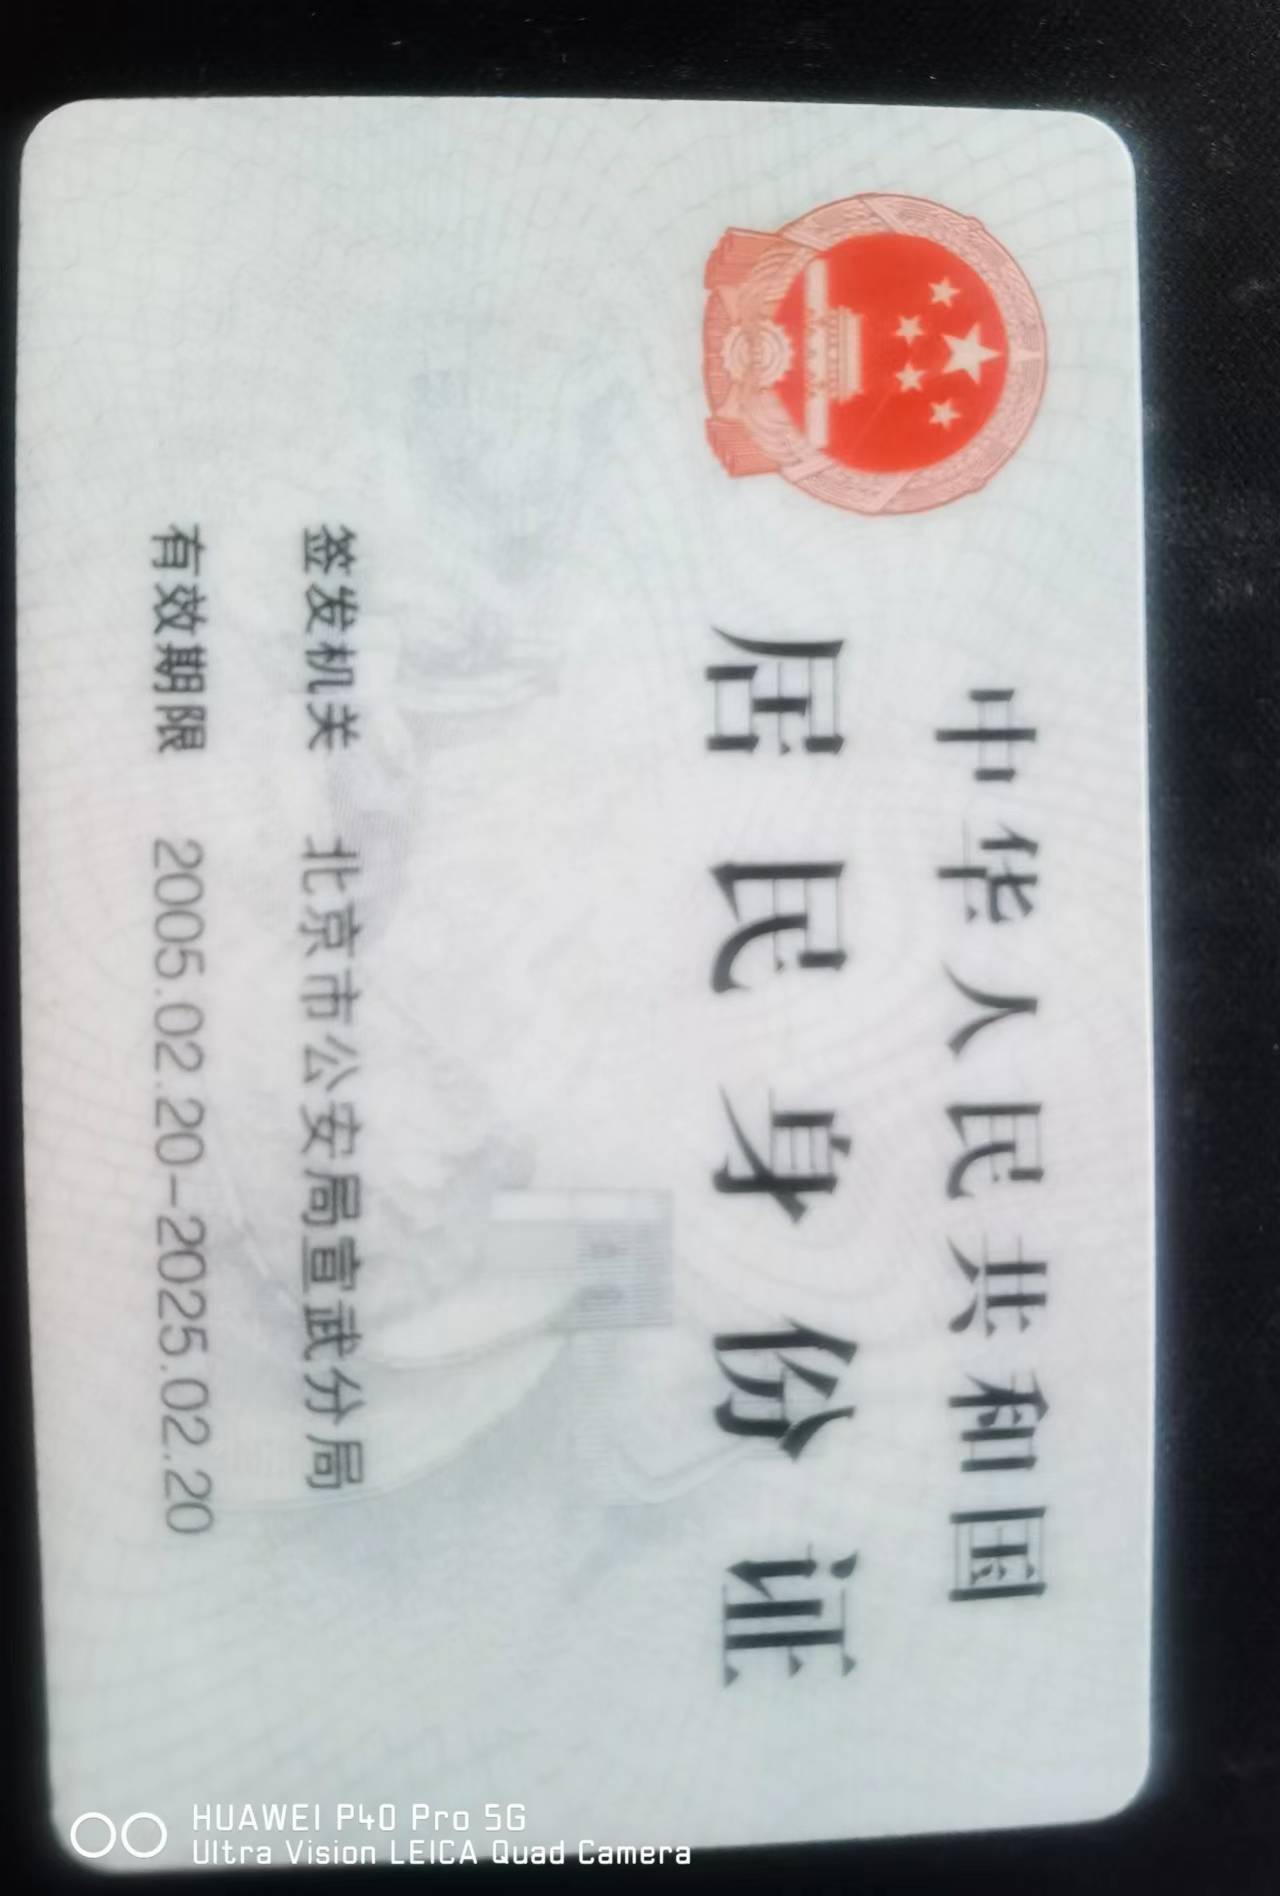 中华人民共和国
居民身份证
签发机关 北京市公安局宣武分局
有效期限 2005.02.20-2025.02.20
HUAWEI P40 Pro 5G
Ultra Vision LEICA Quad Camera